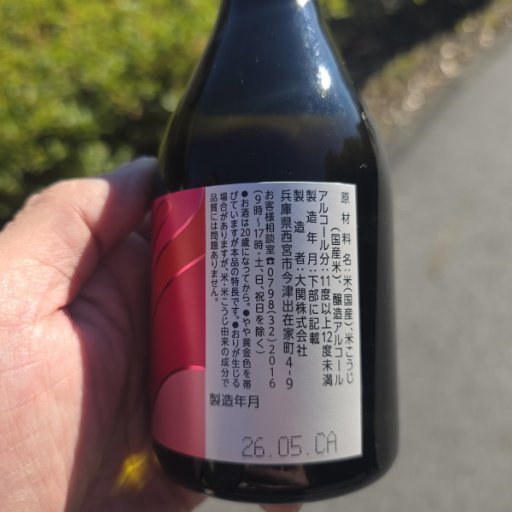 原材料名:米(国産)、米こうじ
(国産米)、醸造アルコール
アルコール分:11度以上12度未満
製造年月:下部に記載
製造者:大関株式会社
兵庫県西宮市今津出在家町4-9
お客様相談室☎0798(32)2016
(9時〜17時・土、日、祝日を除く)
●お酒は20歳になってから。●やや黄金色を帯
びていますが本品の特長です。●おりが生じる
場合がありますが、米・米こうじ由来の成分で
品質には問題ありません。
製造年月
26.05.CA